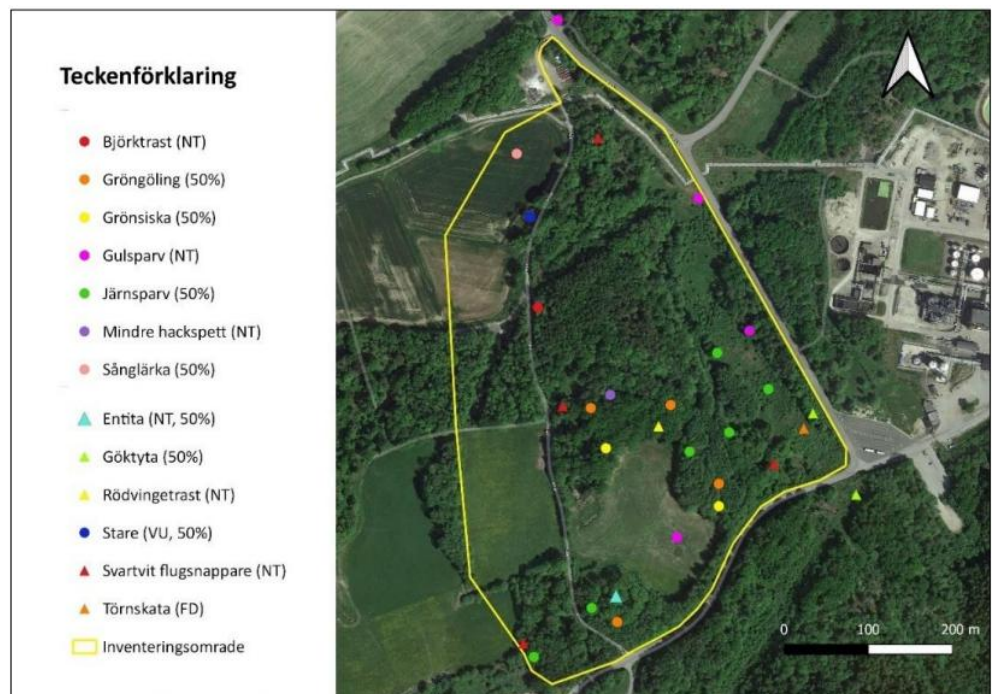 Teckenförklaring
Björktrast (NT)
Gröngöling (50%)
Grönsiska (50%)
Gulsparv (NT)
Järnsparv (50%)
Mindre hackspett (NT)
Sånglärka (50%)
Entita (NT, 50%)
Göktyta (50%)
Rödvingetrast (NT)
Stare (VU, 50%)
Svartvit flugsnappare (NT)
Törnskata (FD)
Inventeringsomrade
0 100 200 m